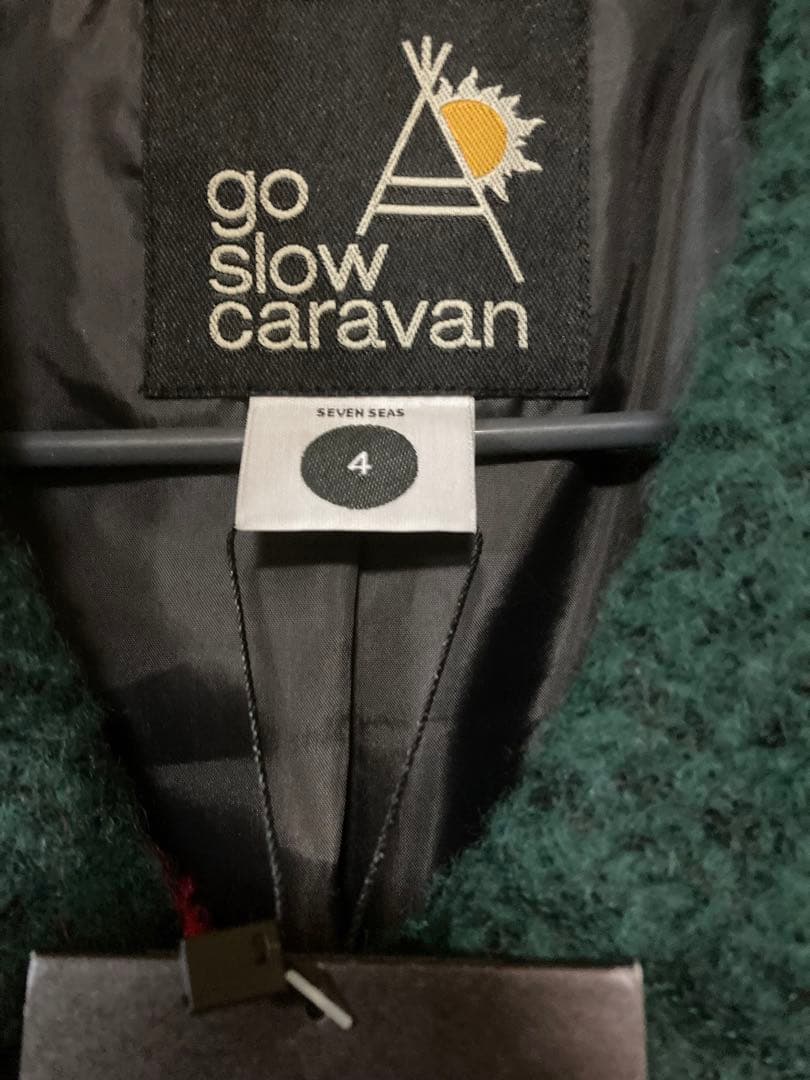 go
slow
caravan
SEVEN SEAS
4